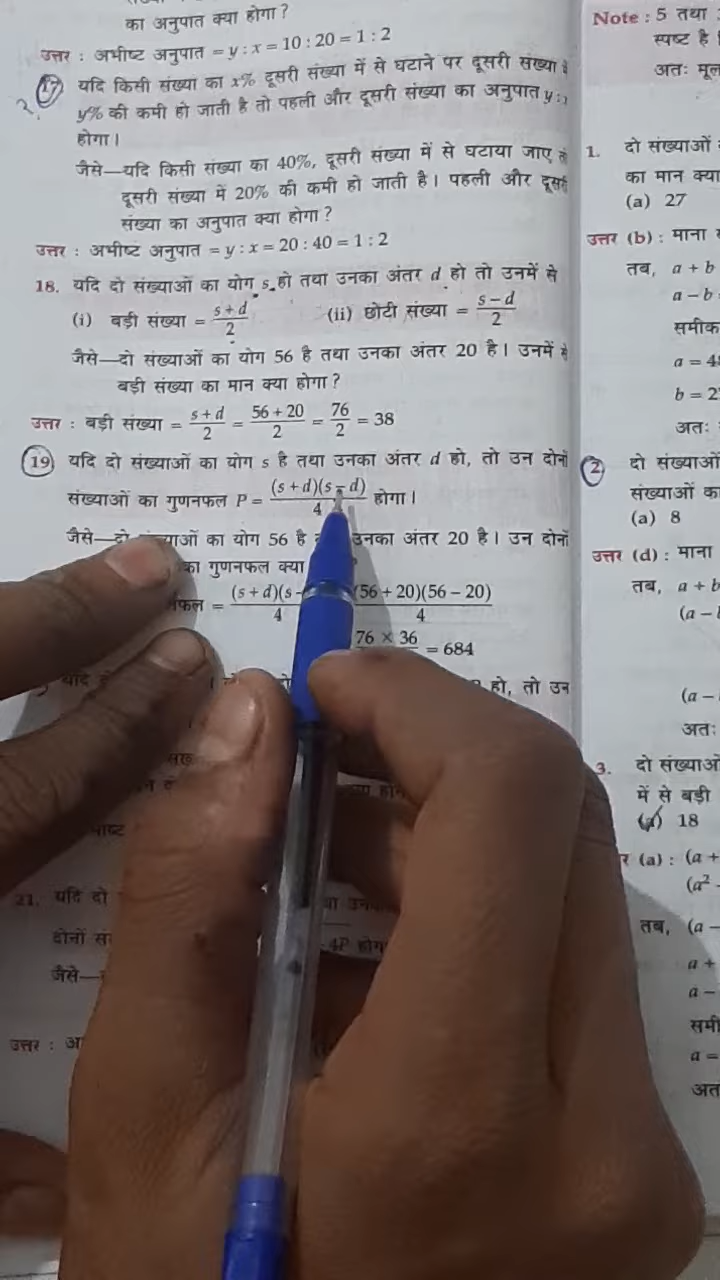 का अनुपात क्या होगा ?
उत्तर : अभीष्ट अनुपात = y : x = 10 : 20 = 1 : 2
17 यदि किसी संख्या का x% दूसरी संख्या में से घटाने पर दूसरी संख्या में
y% की कमी हो जाती है तो पहली और दूसरी संख्या का अनुपात y :
होगा।
जैसे—यदि किसी संख्या का 40%, दूसरी संख्या में से घटाया जाए तो
दूसरी संख्या में 20% की कमी हो जाती है। पहली और दूसरी
संख्या का अनुपात क्या होगा ?
उत्तर : अभीष्ट अनुपात = y : x = 20 : 40 = 1 : 2
18. यदि दो संख्याओं का योग s हो तथा उनका अंतर d हो तो उनमें से
(i) बड़ी संख्या = (s + d)/2 (ii) छोटी संख्या = (s − d)/2
जैसे—दो संख्याओं का योग 56 है तथा उनका अंतर 20 है। उनमें से
बड़ी संख्या का मान क्या होगा ?
उत्तर : बड़ी संख्या = (s + d)/2 = (56 + 20)/2 = 76/2 = 38
19 यदि दो संख्याओं का योग s है तथा उनका अंतर d हो, तो उन दोनों
संख्याओं का गुणनफल P = (s + d)(s − d)/4 होगा।
जैसे—दो संख्याओं का योग 56 है उनका अंतर 20 है। उन दोनों
का गुणनफल क्या
= (s + d)(s − /4 (56 + 20)(56 − 20)/4
76 × 36 = 684
यदि हो, तो उन
21. यदि दो
दोनों 4P
जैसे—
उत्तर :
Note : 5 तथा
स्पष्ट है
अतः मूल
1. दो संख्याओं
का मान क्या
(a) 27
उत्तर (b) : माना
तब, a + b
a − b
समीक
a = 4
b = 2
अतः
2 दो संख्याओं
संख्याओं का
(a) 8
उत्तर (d) : माना
तब, a + b
(a −
(a −
अतः
3. दो संख्याओं
में से बड़ी
(a) 18
(a) : (a +
(a²
तब, (a −
a +
a −
समी
a =
अत